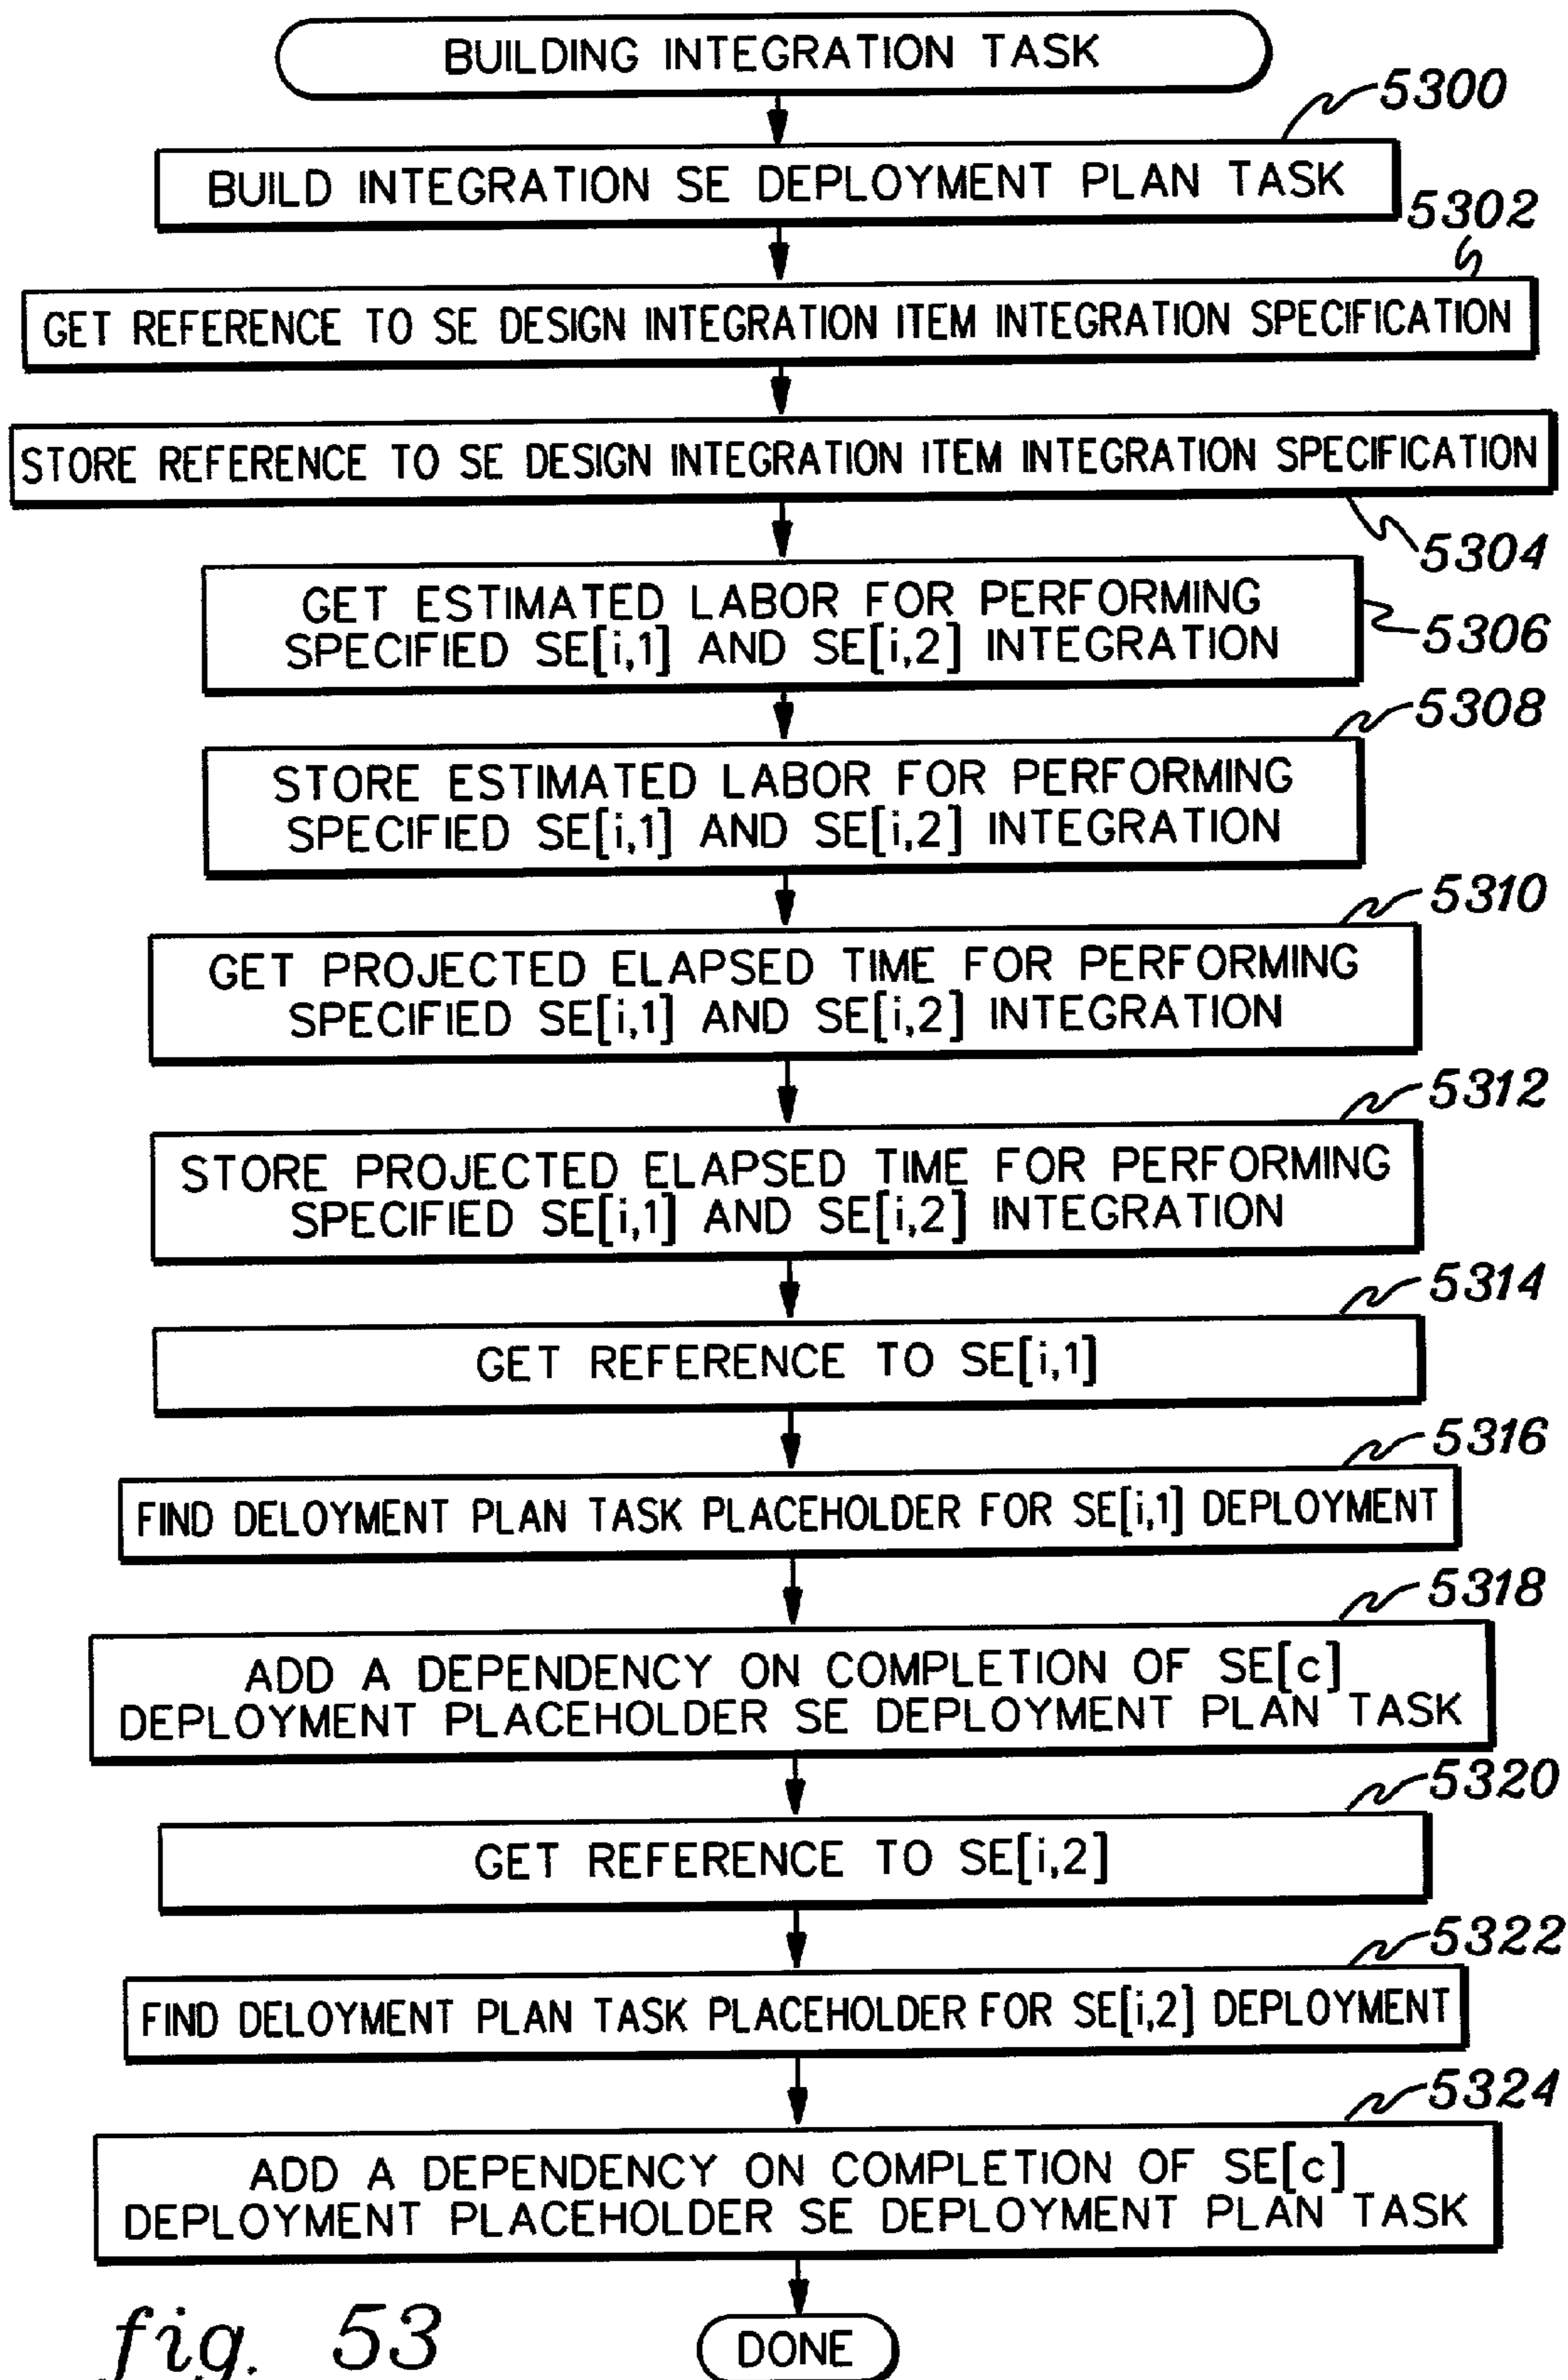 BUILDING INTEGRATION TASK
5300
BUILD INTEGRATION SE DEPLOYMENT PLAN TASK
5302
GET REFERENCE TO SE DESIGN INTEGRATION ITEM INTEGRATION SPECIFICATION
STORE REFERENCE TO SE DESIGN INTEGRATION ITEM INTEGRATION SPECIFICATION
5304
GET ESTIMATED LABOR FOR PERFORMING
SPECIFIED SE[i,1] AND SE[i,2] INTEGRATION
5306
5308
STORE ESTIMATED LABOR FOR PERFORMING
SPECIFIED SE[i,1] AND SE[i,2] INTEGRATION
5310
GET PROJECTED ELAPSED TIME FOR PERFORMING
SPECIFIED SE[i,1] AND SE[i,2] INTEGRATION
5312
STORE PROJECTED ELAPSED TIME FOR PERFORMING
SPECIFIED SE[i,1] AND SE[i,2] INTEGRATION
5314
GET REFERENCE TO SE[i,1]
5316
FIND DELOYMENT PLAN TASK PLACEHOLDER FOR SE[i,1] DEPLOYMENT
5318
ADD A DEPENDENCY ON COMPLETION OF SE[c]
DEPLOYMENT PLACEHOLDER SE DEPLOYMENT PLAN TASK
5320
GET REFERENCE TO SE[i,2]
5322
FIND DELOYMENT PLAN TASK PLACEHOLDER FOR SE[i,2] DEPLOYMENT
5324
ADD A DEPENDENCY ON COMPLETION OF SE[c]
DEPLOYMENT PLACEHOLDER SE DEPLOYMENT PLAN TASK
DONE
fig. 53